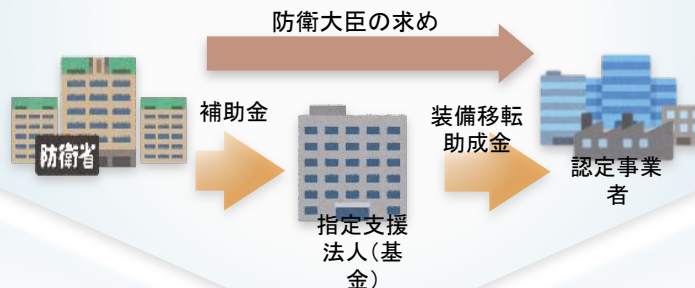 防衛大臣の求め
補助金
装備移転
助成金
防衛省
認定事業
者
指定支援
法人(基
金)